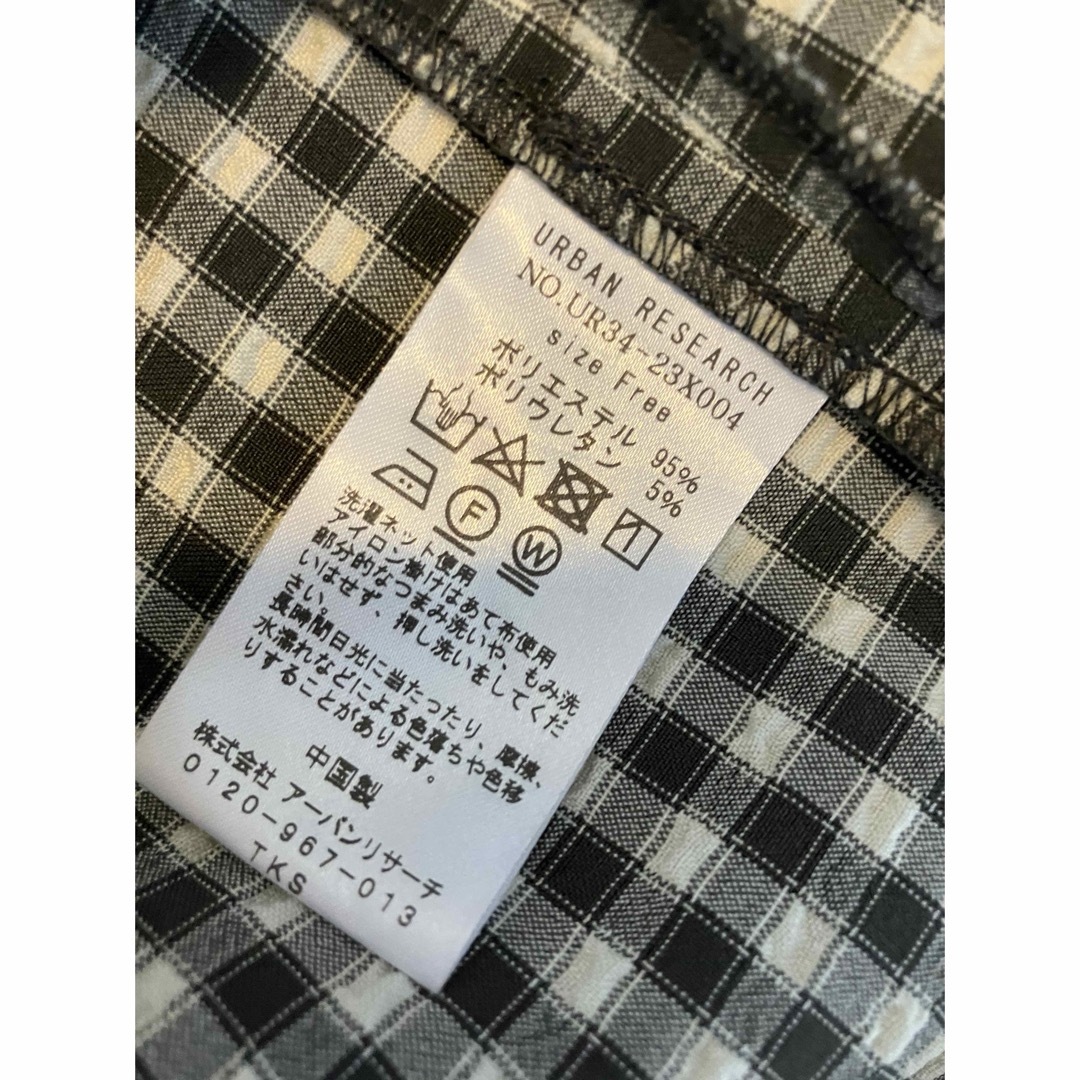 URBAN RESEARCH
NO.UR34-23X004
size Free
ポリエステル 95%
ポリウレタン 5%
F
W
洗濯ネット使用
アイロン掛けはあて布使用
部分的なつまみ洗いや、もみ洗
いはせず、押し洗いをしてくだ
さい。
長時間日光に当たったり、摩擦、
水濡れなどによる色落ちや色移
りすることがあります。
中国製
株式会社 アーバンリサーチ
0120-967-013
TKS